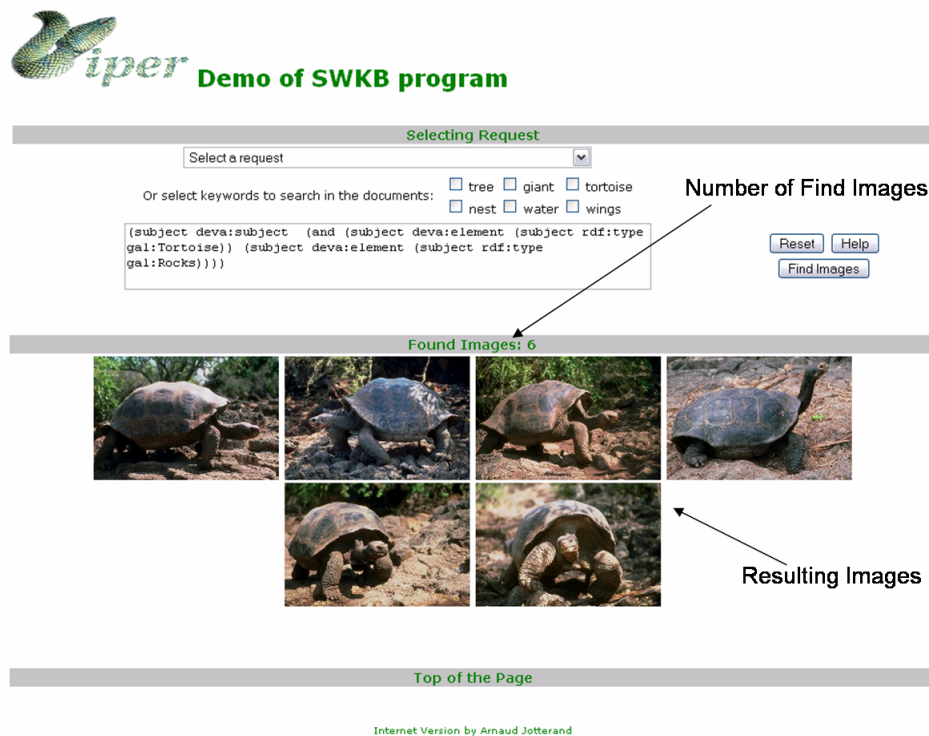 Viper
Demo of SWKB program
Selecting Request
Select a request
Or select keywords to search in the documents:
tree giant tortoise
nest water wings
Number of Find Images
(subject deva:subject  (and (subject deva:element (subject rdf:type
gal:Tortoise)) (subject deva:element (subject rdf:type
gal:Rocks))))
Reset Help
Find Images
Found Images: 6
Resulting Images
Top of the Page
Internet Version by Arnaud Jotterand